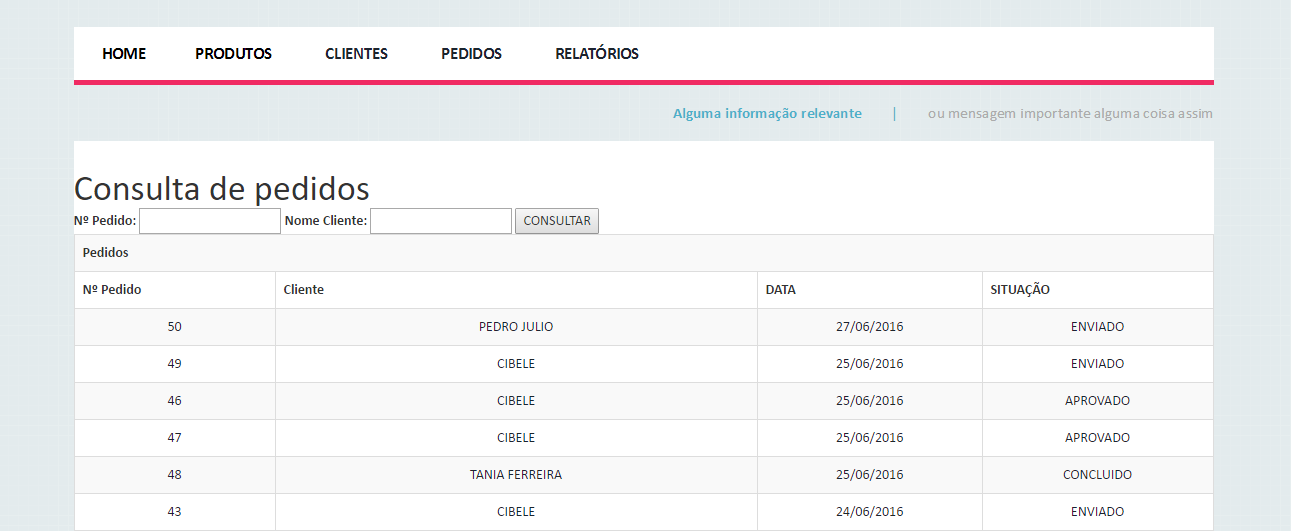 HOME PRODUTOS CLIENTES PEDIDOS RELATÓRIOS
Alguma informação relevante | ou mensagem importante alguma coisa assim
Consulta de pedidos
Nº Pedido: Nome Cliente: CONSULTAR
Pedidos
Nº Pedido Cliente DATA SITUAÇÃO
50 PEDRO JULIO 27/06/2016 ENVIADO
49 CIBELE 25/06/2016 ENVIADO
46 CIBELE 25/06/2016 APROVADO
47 CIBELE 25/06/2016 APROVADO
48 TANIA FERREIRA 25/06/2016 CONCLUIDO
43 CIBELE 24/06/2016 ENVIADO